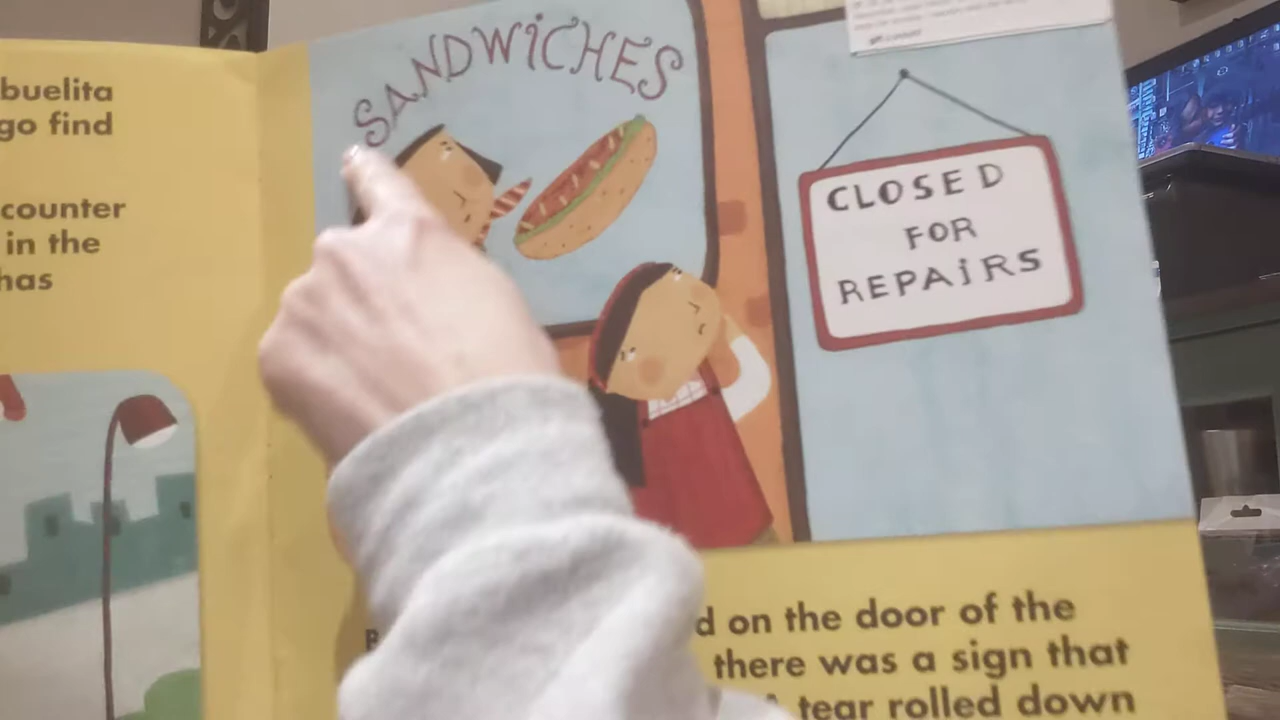 buelita
go find
counter
in the
has
SANDWiCHES
CLOSED
FOR
REPAiRS
d on the door of the
there was a sign that
A tear rolled down